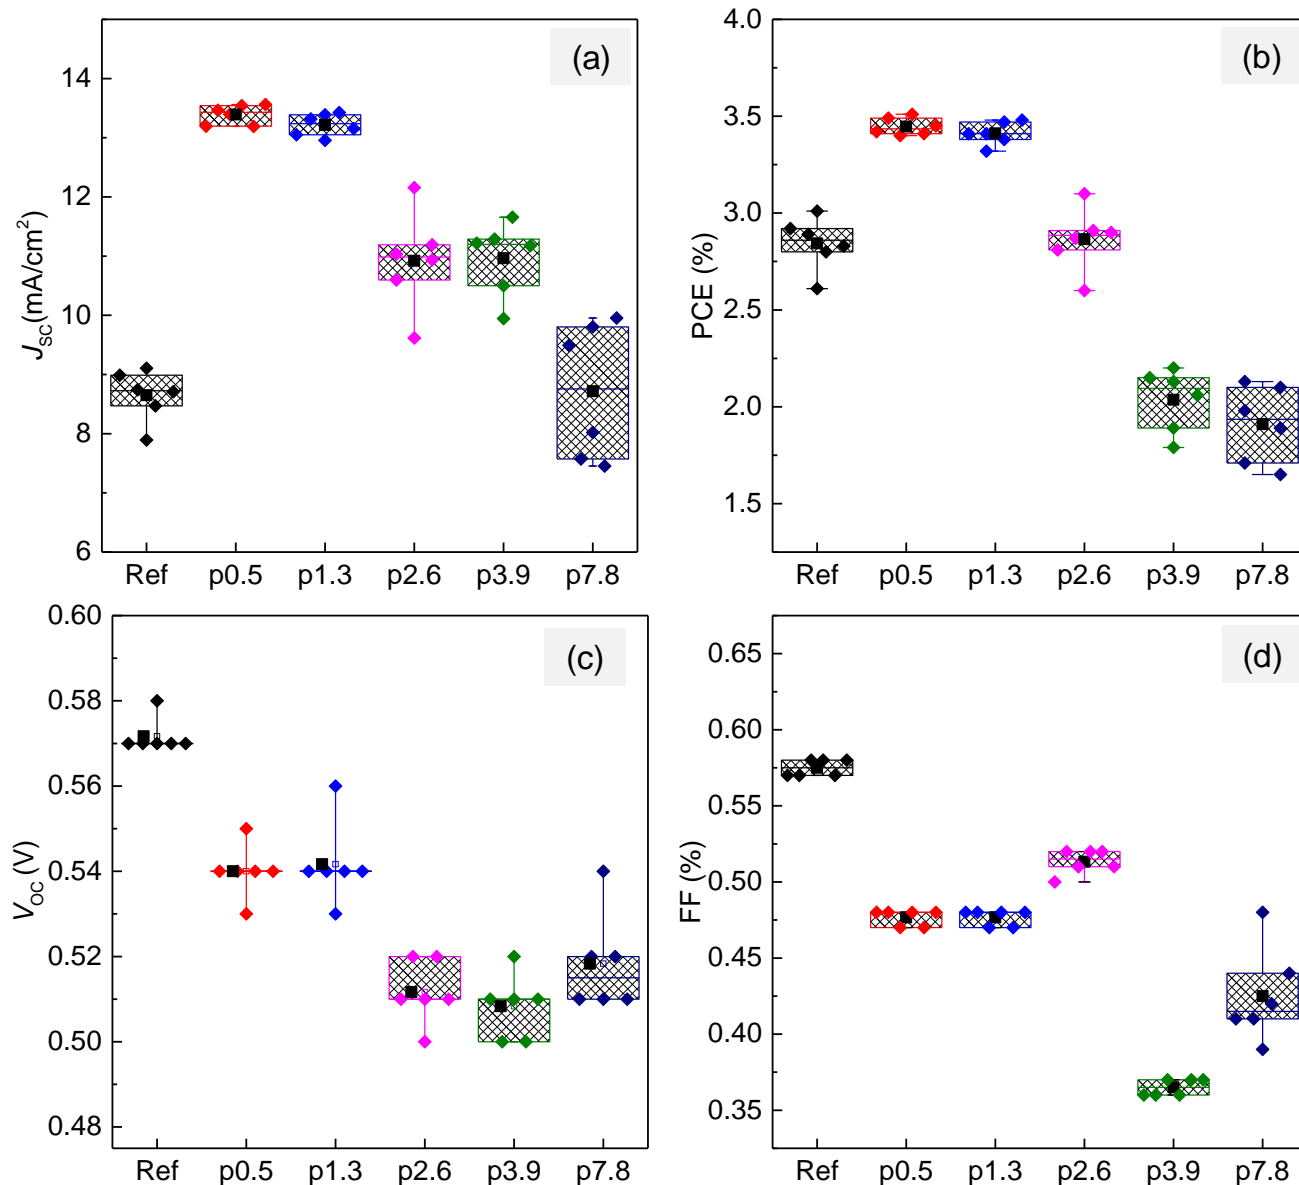 (a)
J_SC (mA/cm²)
14
12
10
8
6
Ref p0.5 p1.3 p2.6 p3.9 p7.8
(b)
PCE (%)
4.0
3.5
3.0
2.5
2.0
1.5
Ref p0.5 p1.3 p2.6 p3.9 p7.8
(c)
V_OC (V)
0.60
0.58
0.56
0.54
0.52
0.50
0.48
Ref p0.5 p1.3 p2.6 p3.9 p7.8
(d)
FF (%)
0.65
0.60
0.55
0.50
0.45
0.40
0.35
Ref p0.5 p1.3 p2.6 p3.9 p7.8